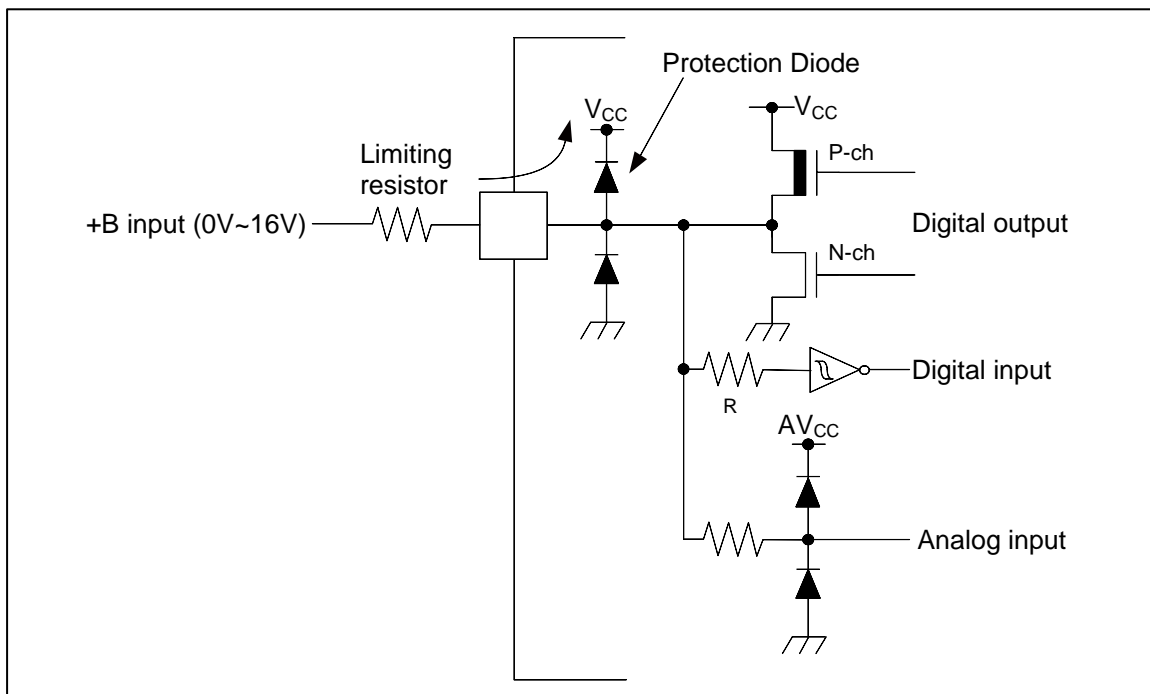 Protection Diode
VCC
VCC
Limiting
resistor
P-ch
+B input (0V~16V)
Digital output
N-ch
Digital input
R
AVCC
Analog input